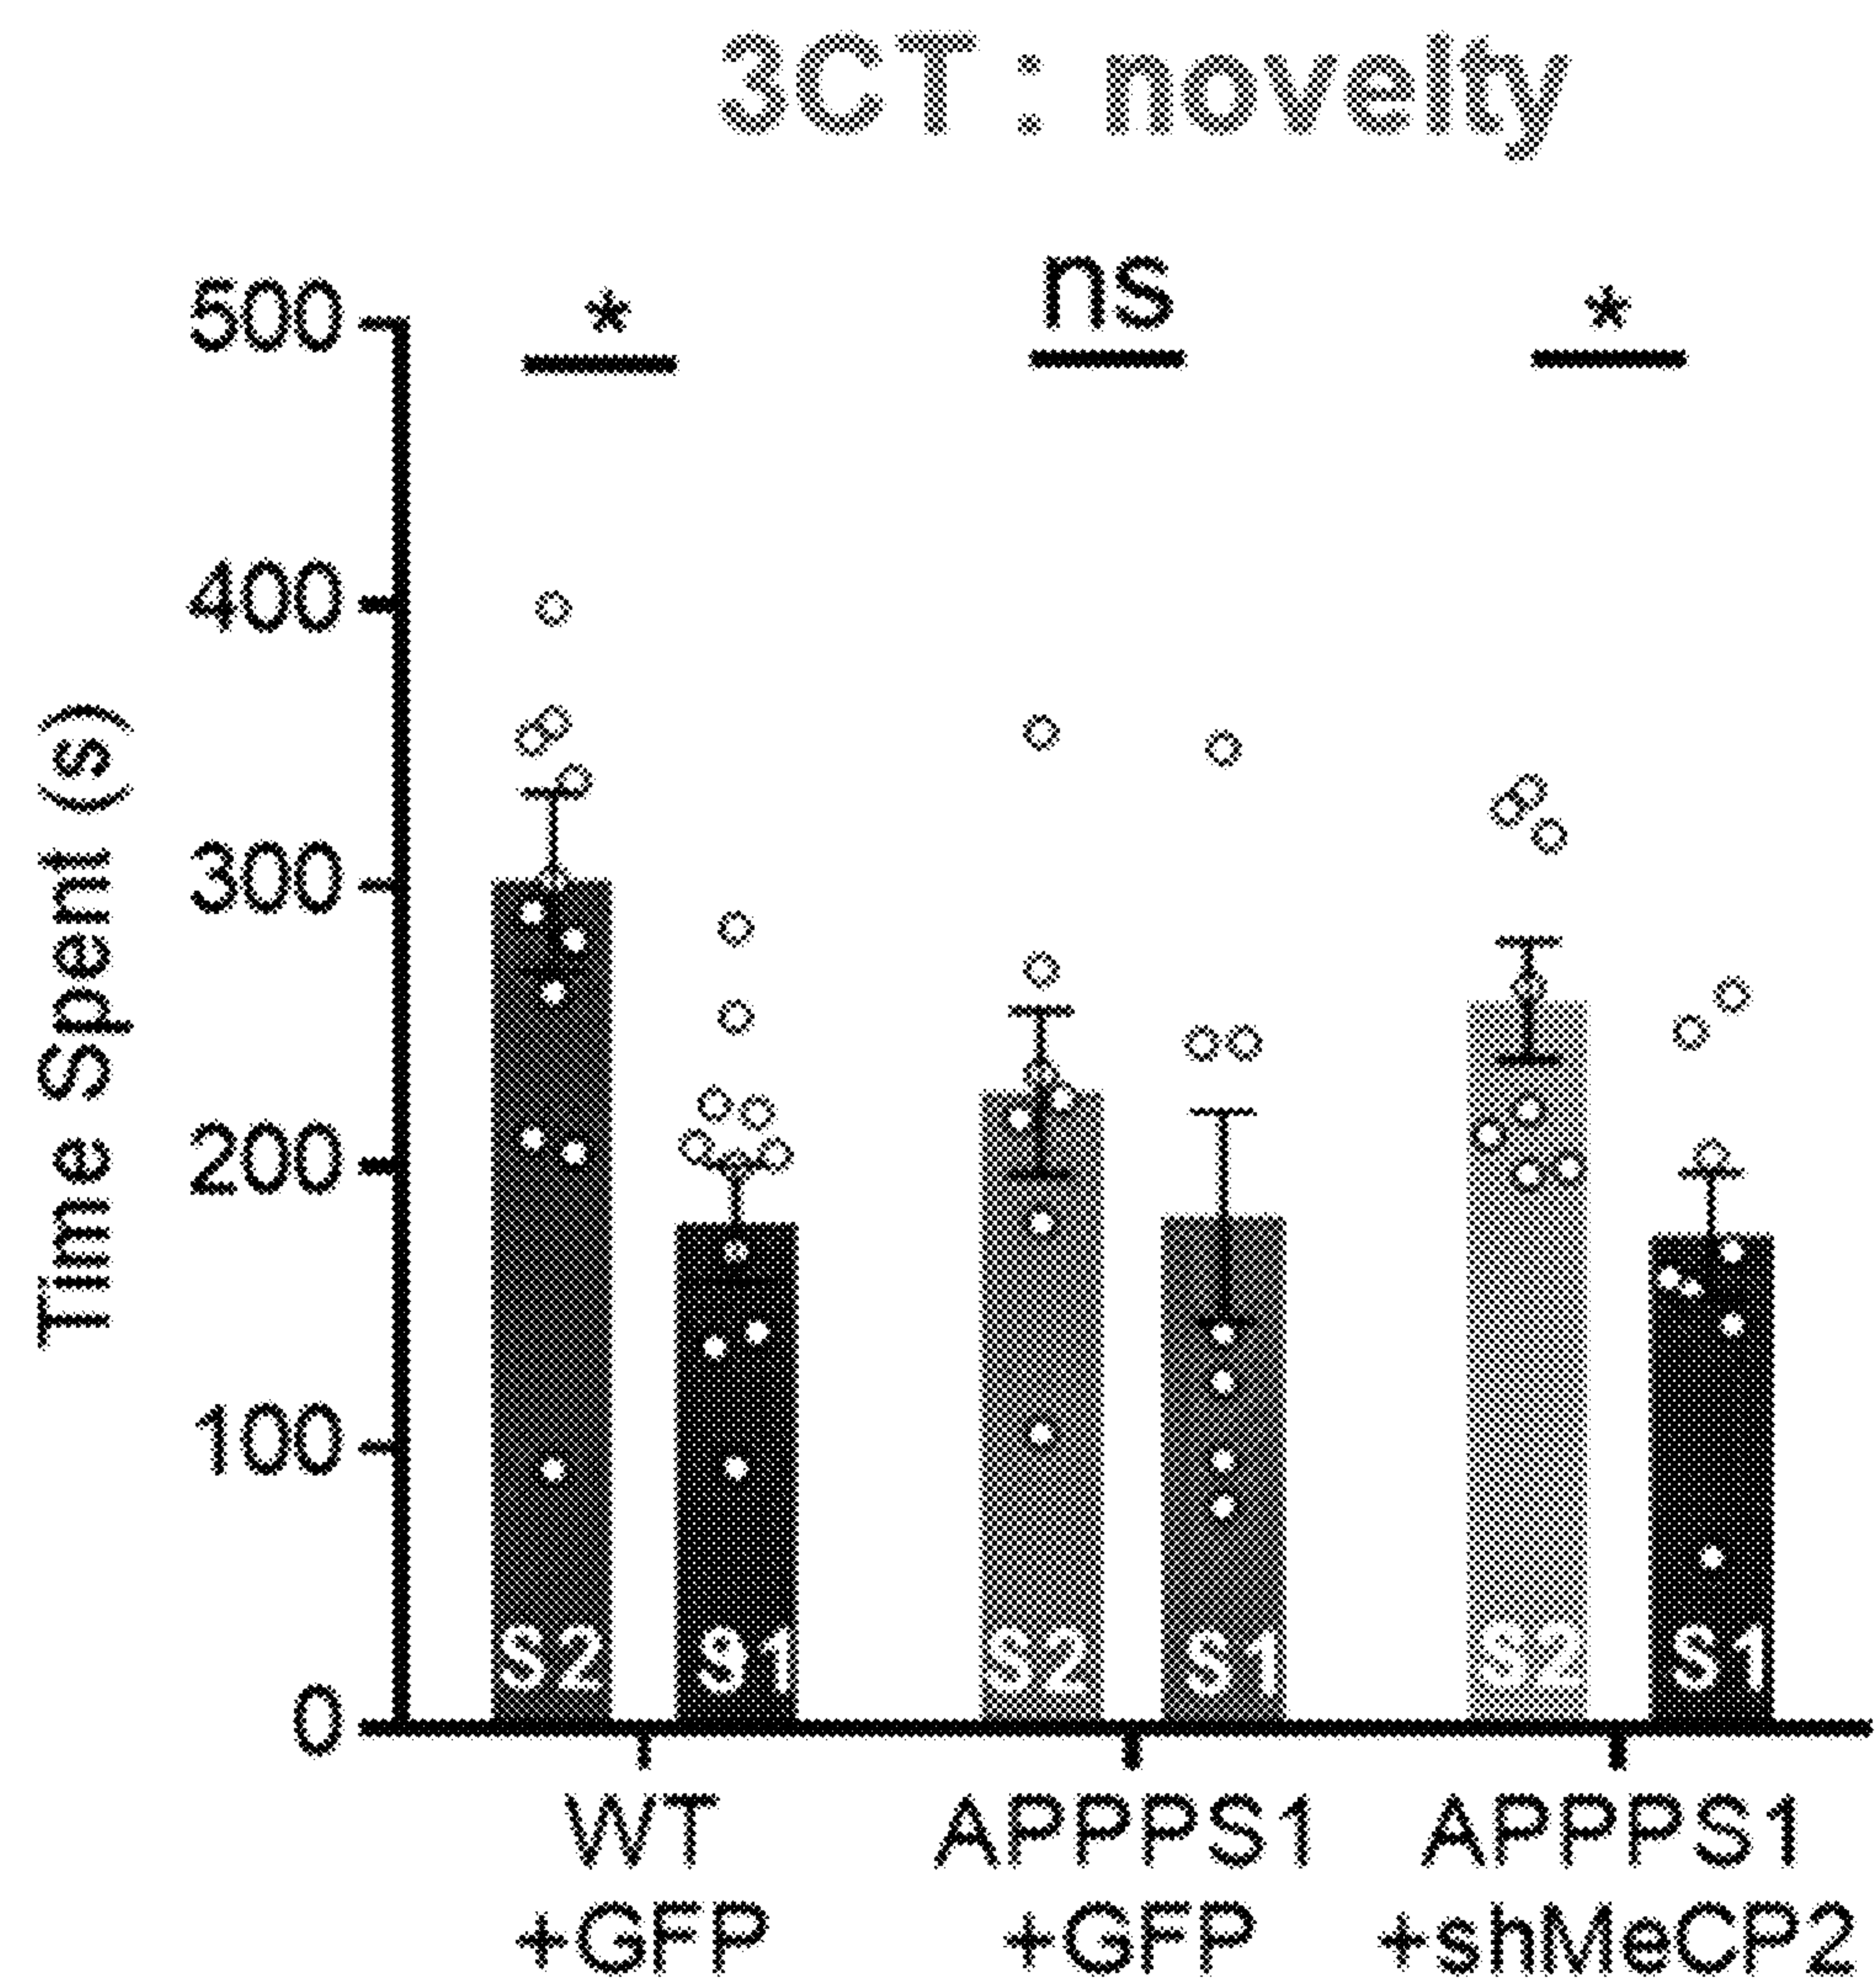 3CT : novelty
* ns *
500
400
300
200
100
0
Time Spent (s)
S2 S1 S2 S1 S2 S1
WT APPPS1 APPPS1
+GFP +GFP +shMeCP2